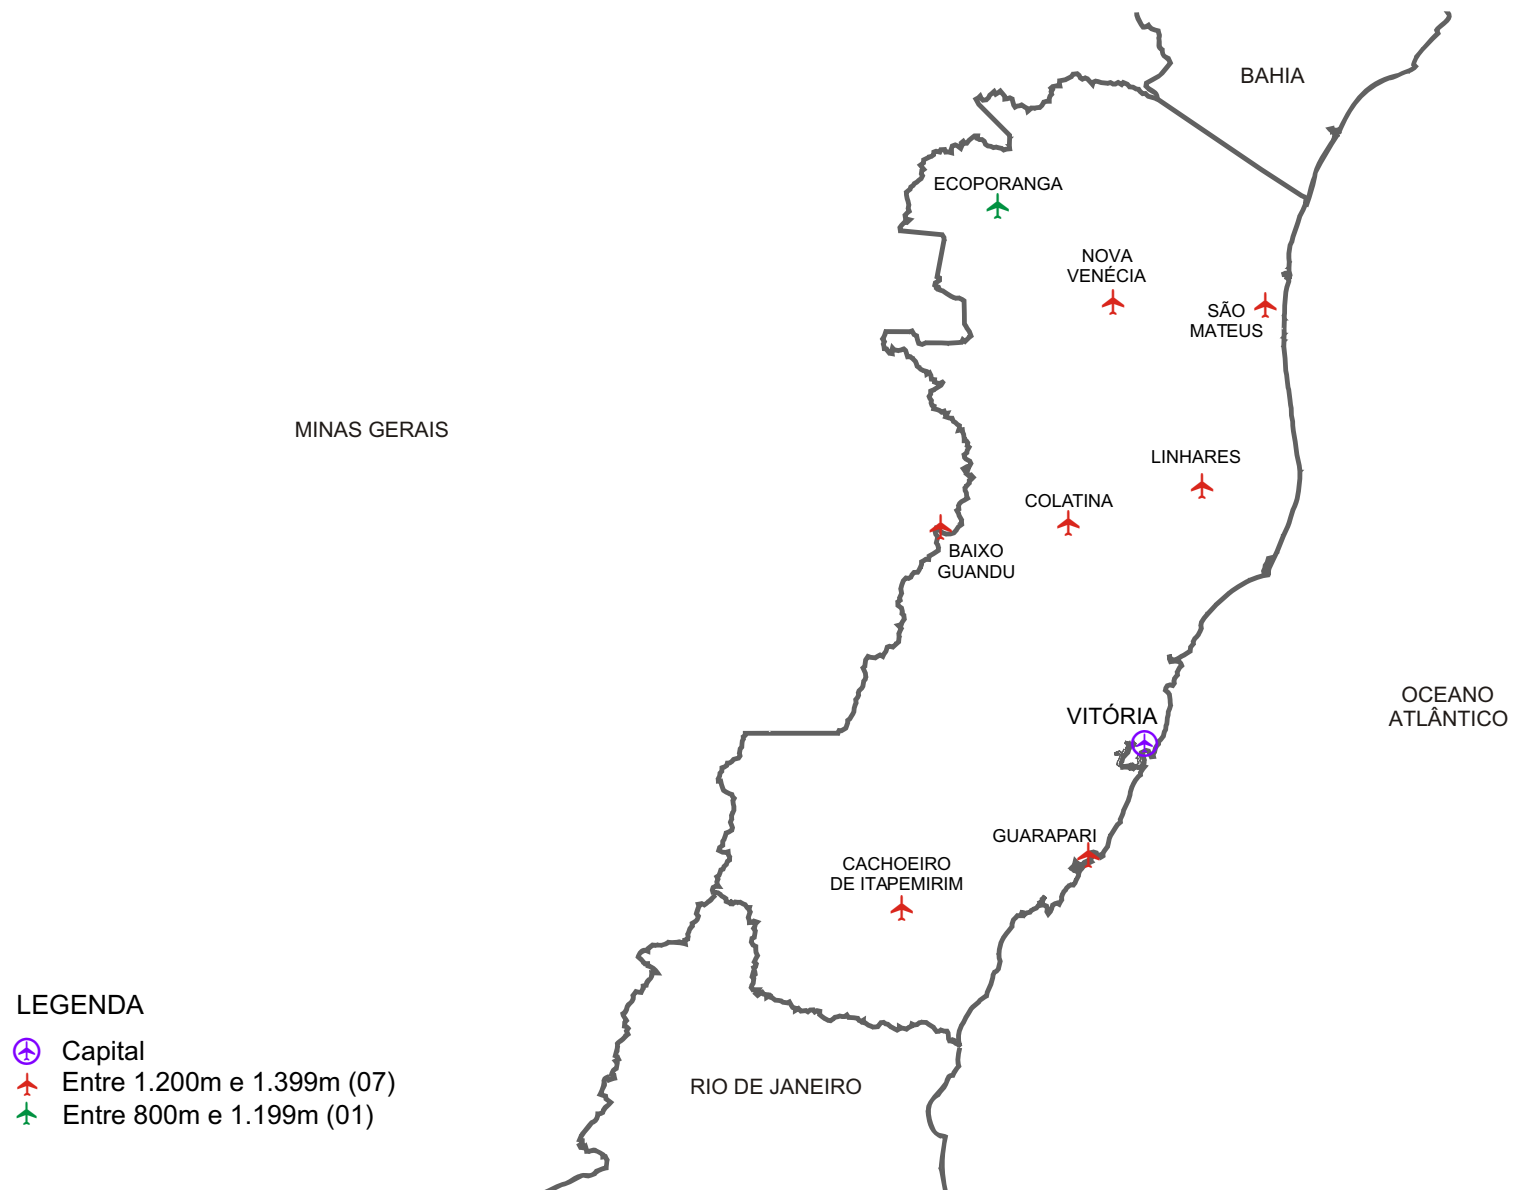 BAHIA
ECOPORANGA
NOVA
VENÉCIA
SÃO
MATEUS
MINAS GERAIS
LINHARES
COLATINA
BAIXO
GUANDU
OCEANO
ATLÂNTICO
VITÓRIA
GUARAPARI
CACHOEIRO
DE ITAPEMIRIM
LEGENDA
Capital
Entre 1.200m e 1.399m (07)
Entre 800m e 1.199m (01)
RIO DE JANEIRO